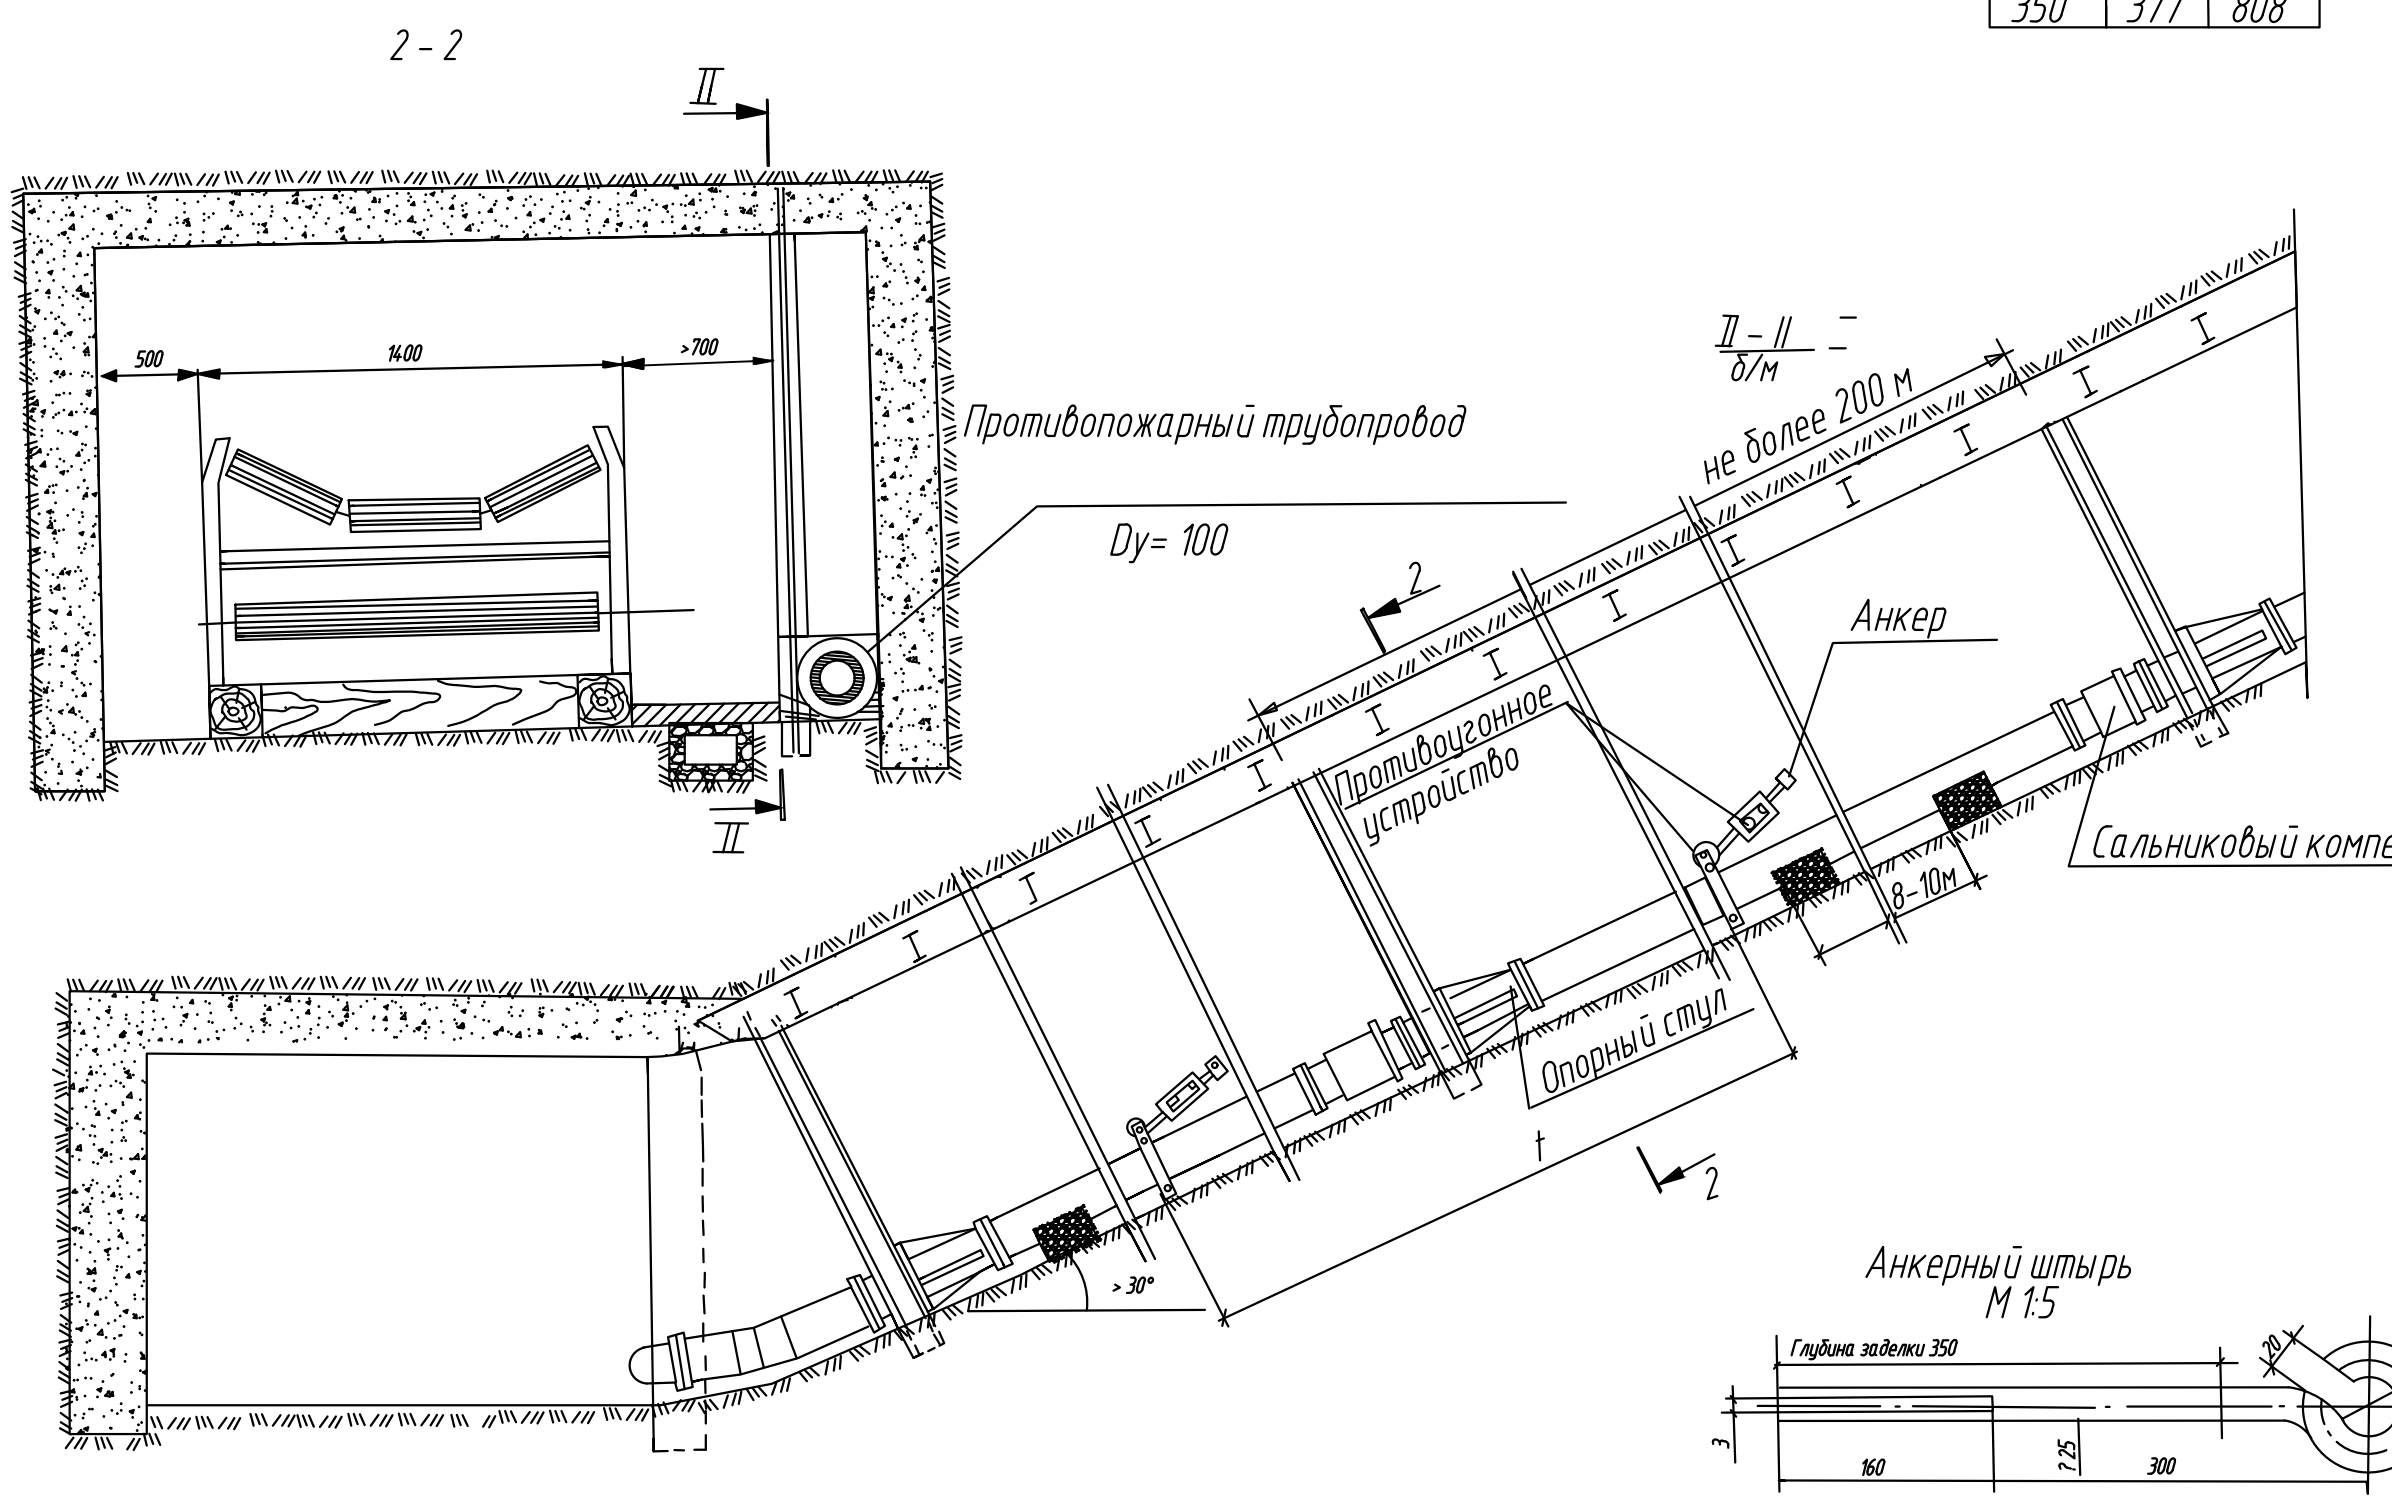 350 377 808
2 - 2
II
500
1400
>700
II - II
б/м
не более 200 м
Противопожарный трубопровод
Dy= 100
2
Анкер
Противоугонное
устройство
Сальниковый компе
8-10м
II
Опорный стул
2
> 30°
Анкерный штырь
М 1:5
Глубина заделки 350
20
3
160
? 25
300